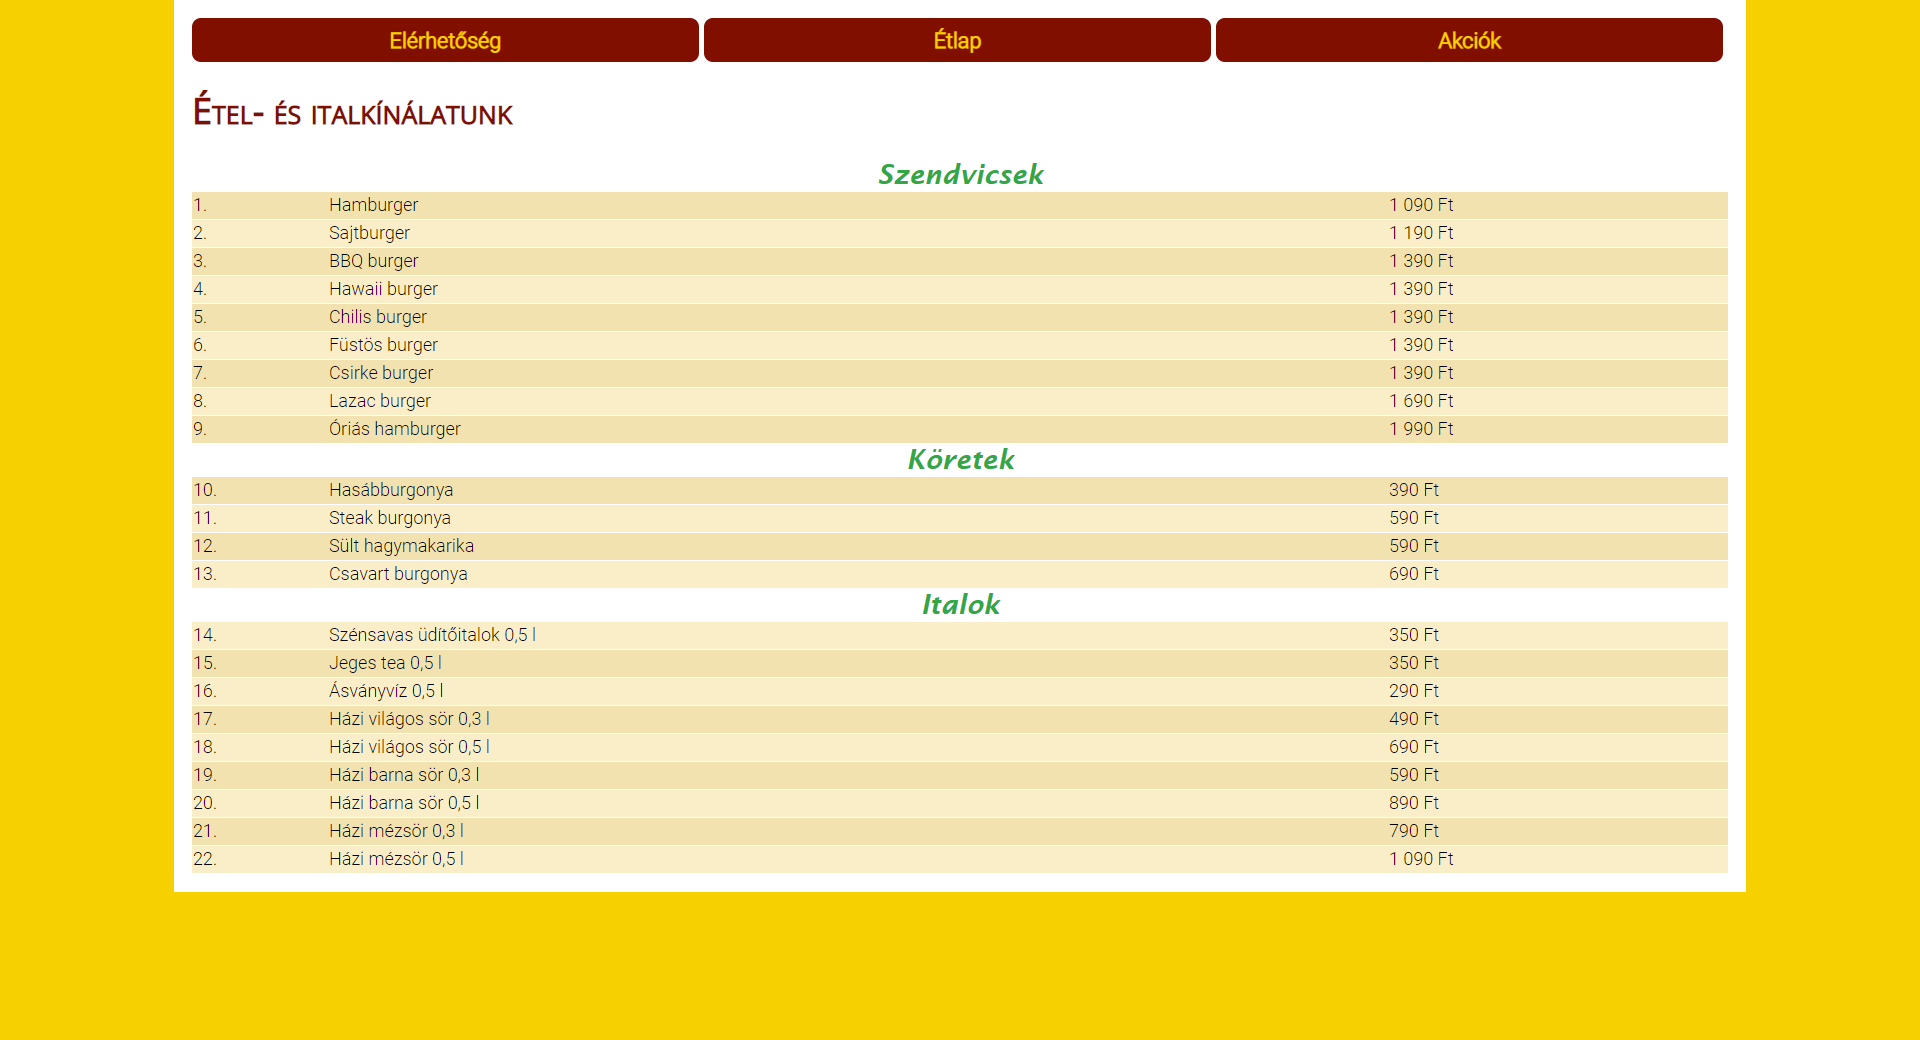 Elérhetőség Étlap Akciók
Étel- és italkínálatunk
Szendvicsek
1. Hamburger 1 090 Ft
2. Sajtburger 1 190 Ft
3. BBQ burger 1 390 Ft
4. Hawaii burger 1 390 Ft
5. Chilis burger 1 390 Ft
6. Füstös burger 1 390 Ft
7. Csirke burger 1 390 Ft
8. Lazac burger 1 690 Ft
9. Óriás hamburger 1 990 Ft
Köretek
10. Hasábburgonya 390 Ft
11. Steak burgonya 590 Ft
12. Sült hagymakarika 590 Ft
13. Csavart burgonya 690 Ft
Italok
14. Szénsavas üdítőitalok 0,5 l 350 Ft
15. Jeges tea 0,5 l 350 Ft
16. Ásványvíz 0,5 l 290 Ft
17. Házi világos sör 0,3 l 490 Ft
18. Házi világos sör 0,5 l 690 Ft
19. Házi barna sör 0,3 l 590 Ft
20. Házi barna sör 0,5 l 890 Ft
21. Házi mézsör 0,3 l 790 Ft
22. Házi mézsör 0,5 l 1 090 Ft